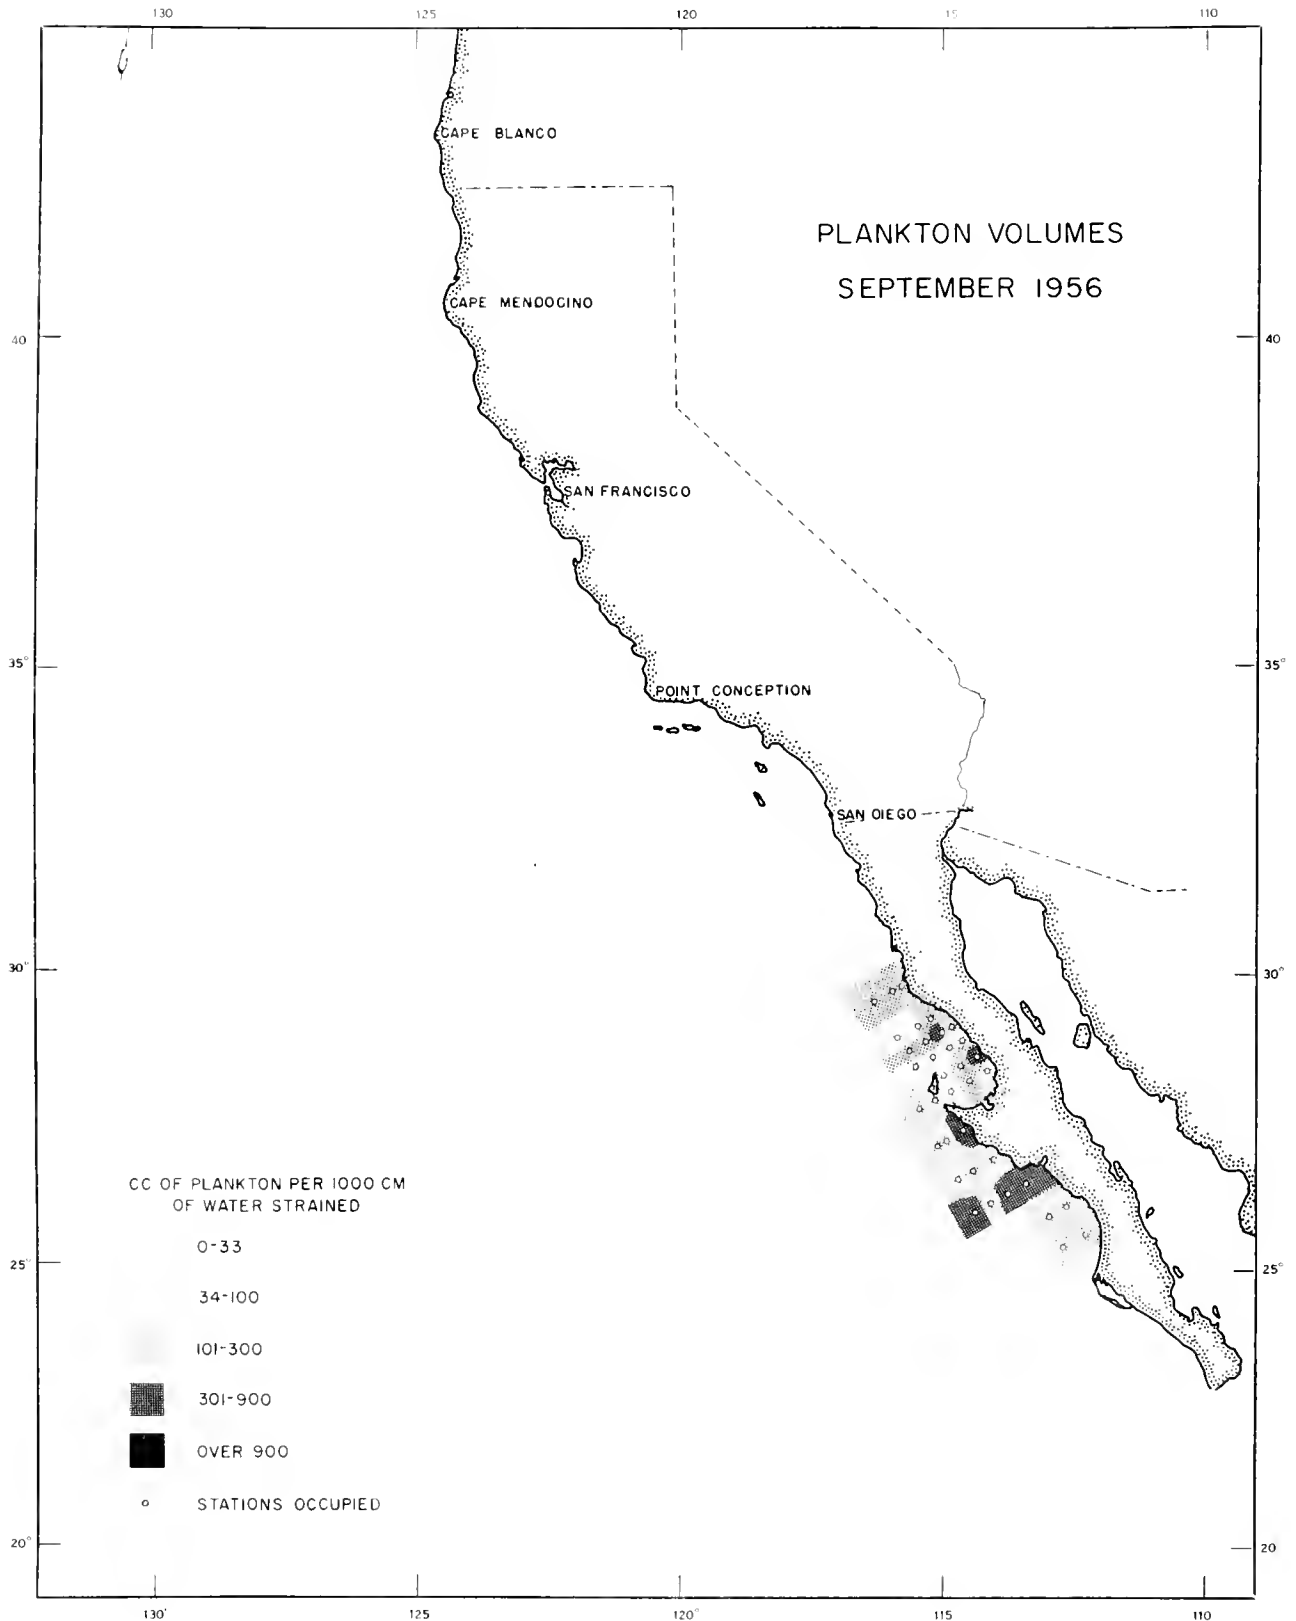 130 125 120 15 110
CAPE BLANCO
PLANKTON VOLUMES
SEPTEMBER 1956
CAPE MENDOCINO
40 40
SAN FRANCISCO
35° 35°
POINT CONCEPTION
SAN DIEGO
30° 30°
CC OF PLANKTON PER 1000 CM
OF WATER STRAINED
0-33
25° 25°
34-100
101-300
301-900
OVER 900
STATIONS OCCUPIED
20° 20
130° 120° 115 110
125